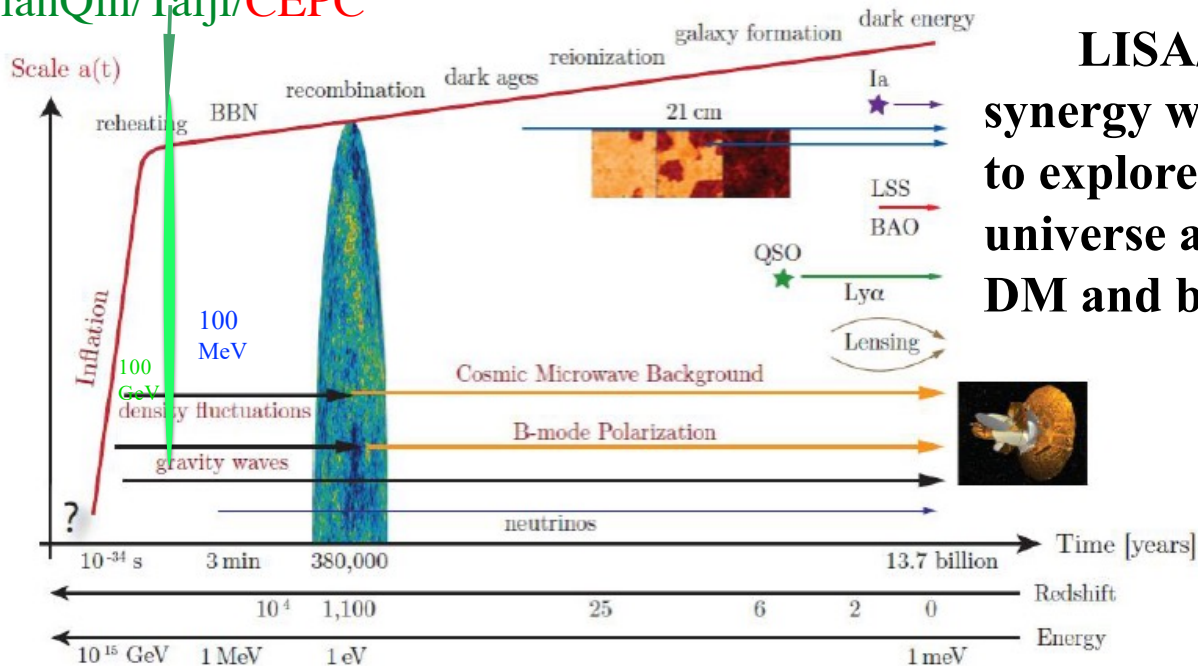 TianQin/Taiji/CEPC
Scale a(t)
reheating
BBN
recombination
dark ages
reionization
galaxy formation
dark energy
LISA
synergy w
to explore
universe a
DM and b
Ia
21 cm
LSS
BAO
QSO
Lyα
Lensing
Inflation
100
MeV
100
GeV
density fluctuations
Cosmic Microwave Background
B-mode Polarization
gravity waves
neutrinos
?
10⁻³⁴ s 3 min 380,000 13.7 billion
Time [years]
10⁴ 1,100 25 6 2 0
Redshift
10¹⁵ GeV 1 MeV 1 eV 1 meV
Energy